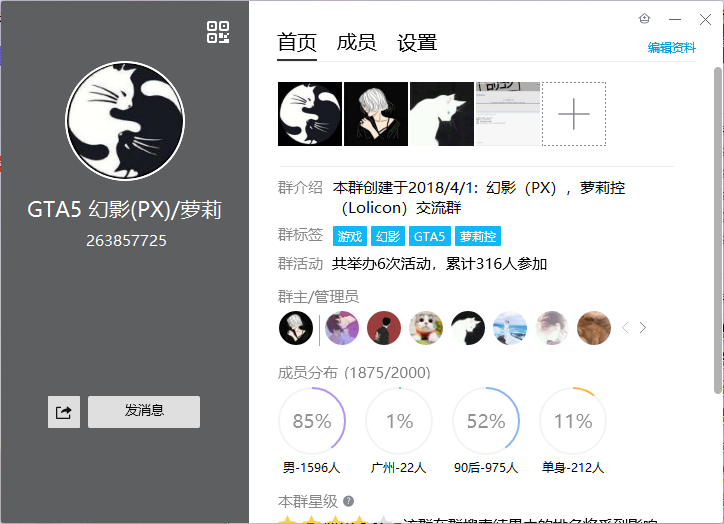 首页 成员 设置
编辑资料
GTA5 幻影(PX)/萝莉
263857725
发消息
群介绍 本群创建于2018/4/1：幻影（PX），萝莉控
（Lolicon）交流群
群标签 游戏 幻影 GTA5 萝莉控
群活动 共举办6次活动，累计316人参加
群主/管理员
成员分布 (1875/2000)
85% 1% 52% 11%
男-1596人 广州-22人 90后-975人 单身-212人
本群星级